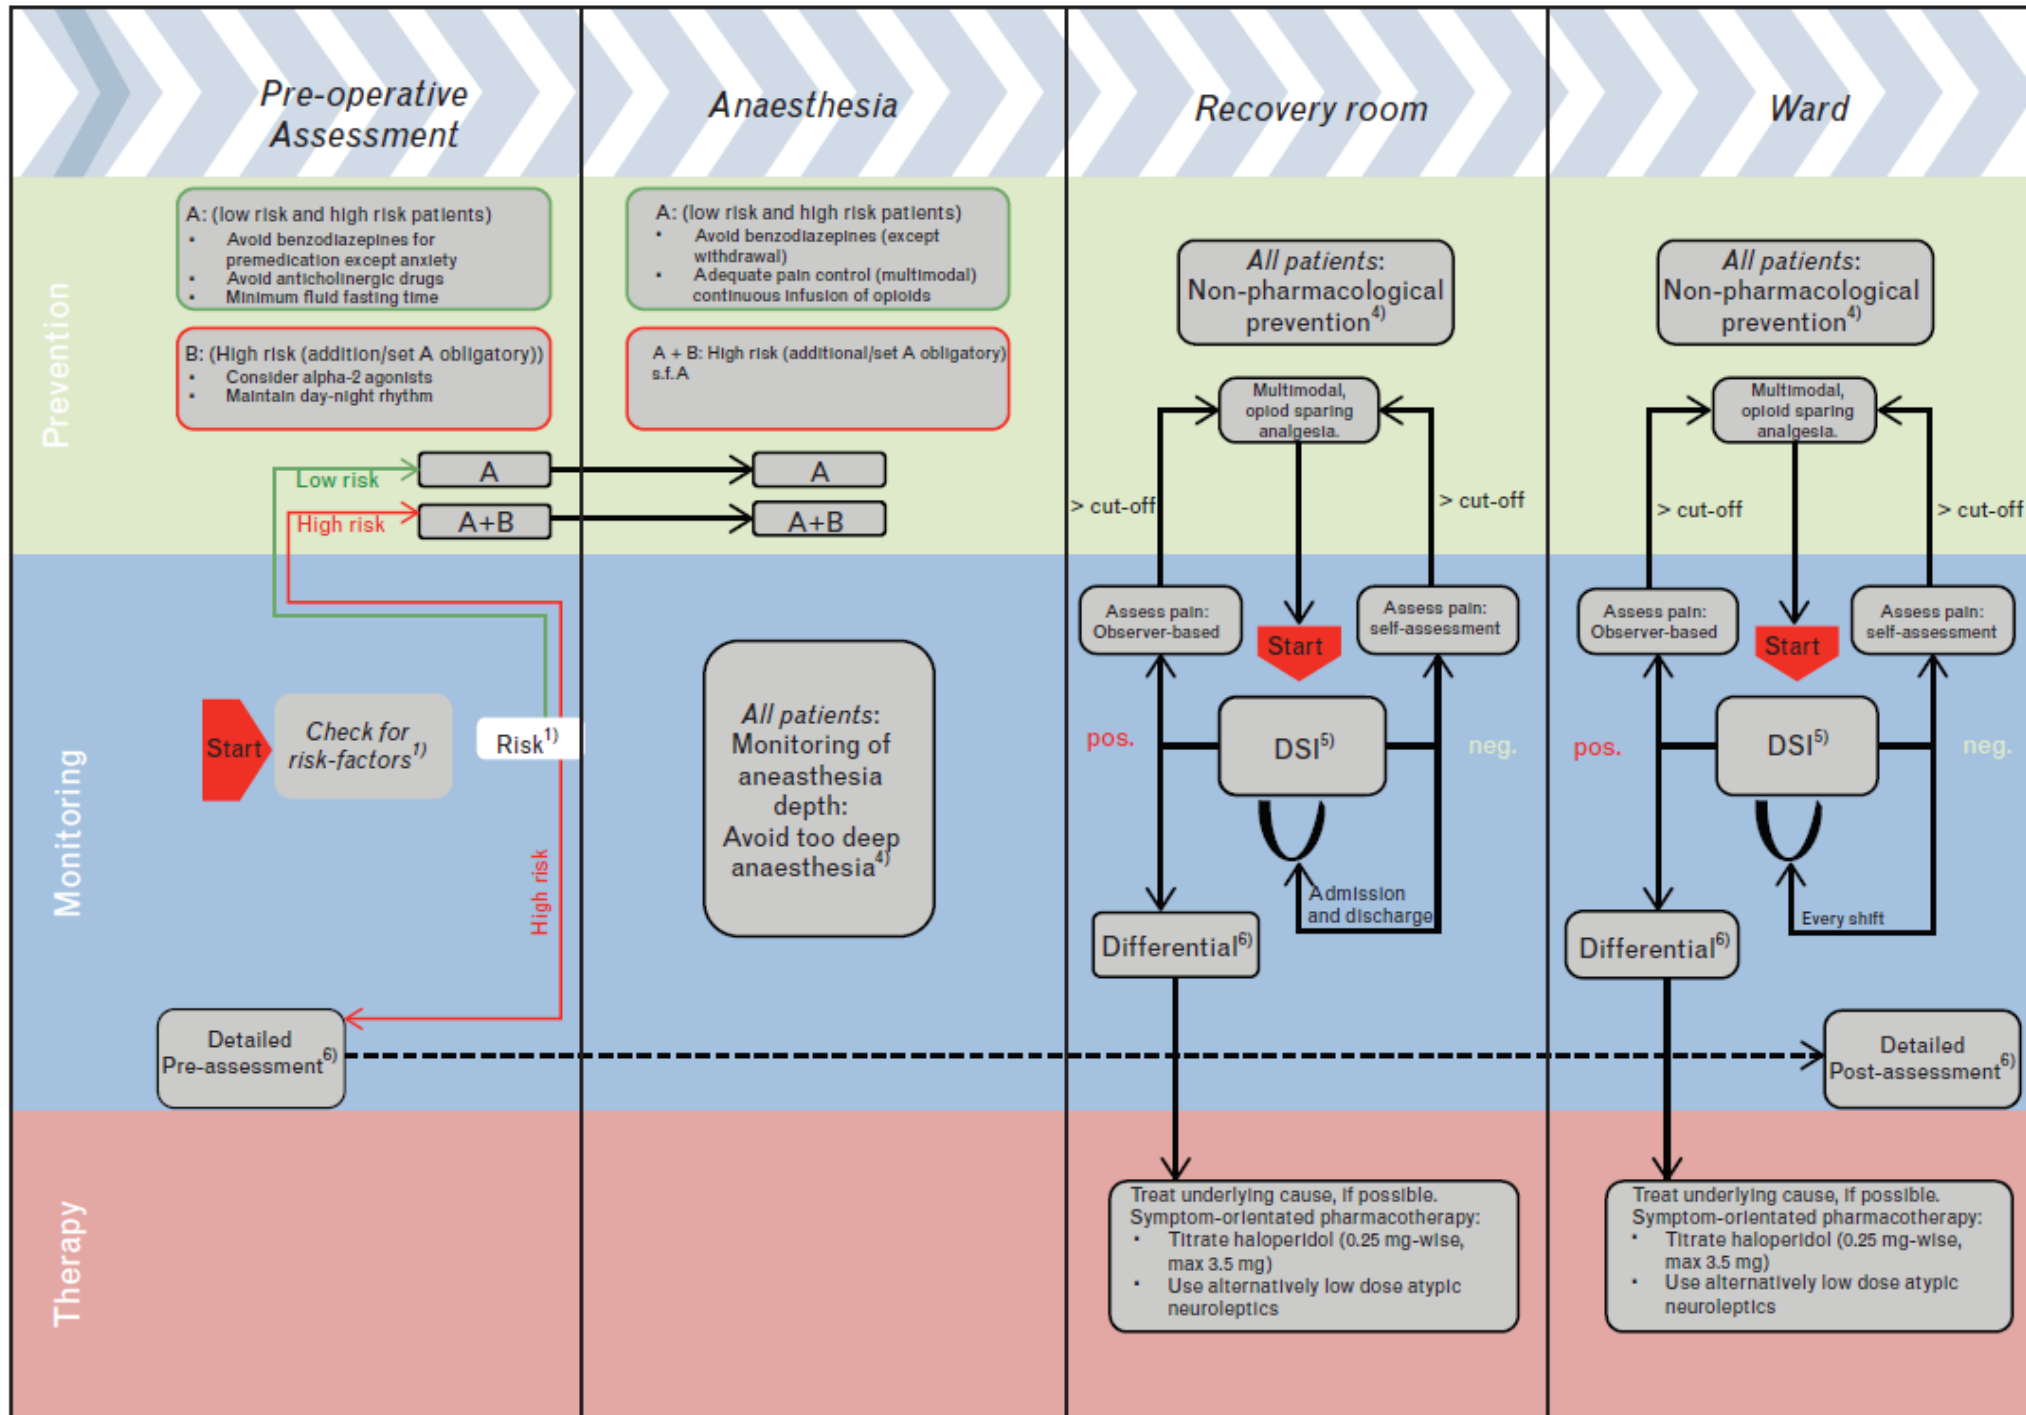 Pre-operative
Assessment
Anaesthesia
Recovery room
Ward
Prevention
A: (low risk and high risk patients)
· Avoid benzodiazepines for
premedication except anxiety
· Avoid anticholinergic drugs
· Minimum fluid fasting time
B: (High risk (addition/set A obligatory))
· Consider alpha-2 agonists
· Maintain day-night rhythm
Low risk
A
High risk
A+B
A: (low risk and high risk patients)
· Avoid benzodiazepines (except
withdrawal)
· Adequate pain control (multimodal)
continuous infusion of opioids
A + B: High risk (additional/set A obligatory)
s.f.A
A
A+B
All patients:
Non-pharmacological
prevention4)
Multimodal,
opiod sparing
analgesia.
> cut-off
> cut-off
All patients:
Non-pharmacological
prevention4)
Multimodal,
opioid sparing
analgesia.
> cut-off
> cut-off
Monitoring
Start
Check for
risk-factors1)
Risk1)
High risk
Detailed
Pre-assessment6)
All patients:
Monitoring of
aneasthesia
depth:
Avoid too deep
anaesthesia4)
Assess pain:
Observer-based
Start
Assess pain:
self-assessment
pos.
DSI5)
neg.
Admission
and discharge
Differential6)
Assess pain:
Observer-based
Start
Assess pain:
self-assessment
pos.
DSI5)
neg.
Every shift
Differential6)
Detailed
Post-assessment6)
Therapy
Treat underlying cause, if possible.
Symptom-orientated pharmacotherapy:
· Titrate haloperidol (0.25 mg-wise,
max 3.5 mg)
· Use alternatively low dose atypic
neuroleptics
Treat underlying cause, if possible.
Symptom-orientated pharmacotherapy:
· Titrate haloperidol (0.25 mg-wise,
max 3.5 mg)
· Use alternatively low dose atypic
neuroleptics